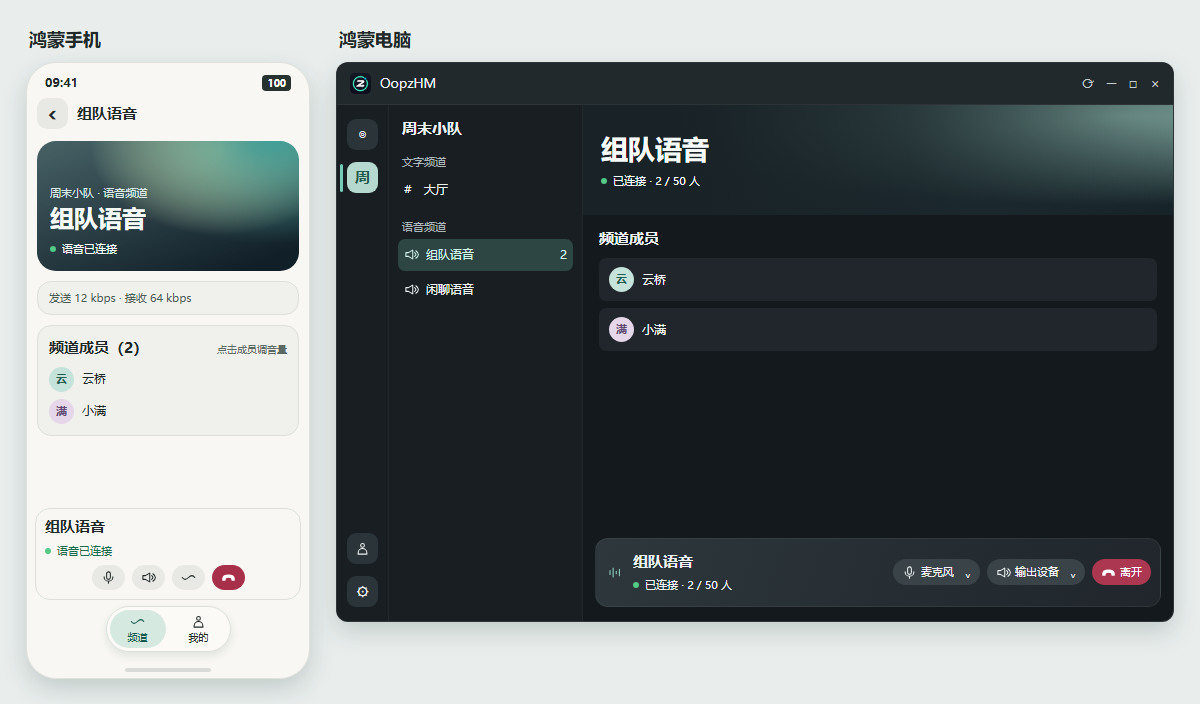 鸿蒙手机
09:41
100
组队语音
周末小队 · 语音频道
组队语音
语音已连接
发送 12 kbps · 接收 64 kbps
频道成员（2）
点击成员调音量
云 云桥
满 小满
组队语音
语音已连接
频道
我的
鸿蒙电脑
OopzHM
周
周末小队
文字频道
# 大厅
语音频道
组队语音 2
闲聊语音
组队语音
已连接 · 2 / 50 人
频道成员
云 云桥
满 小满
组队语音
已连接 · 2 / 50 人
麦克风
输出设备
离开